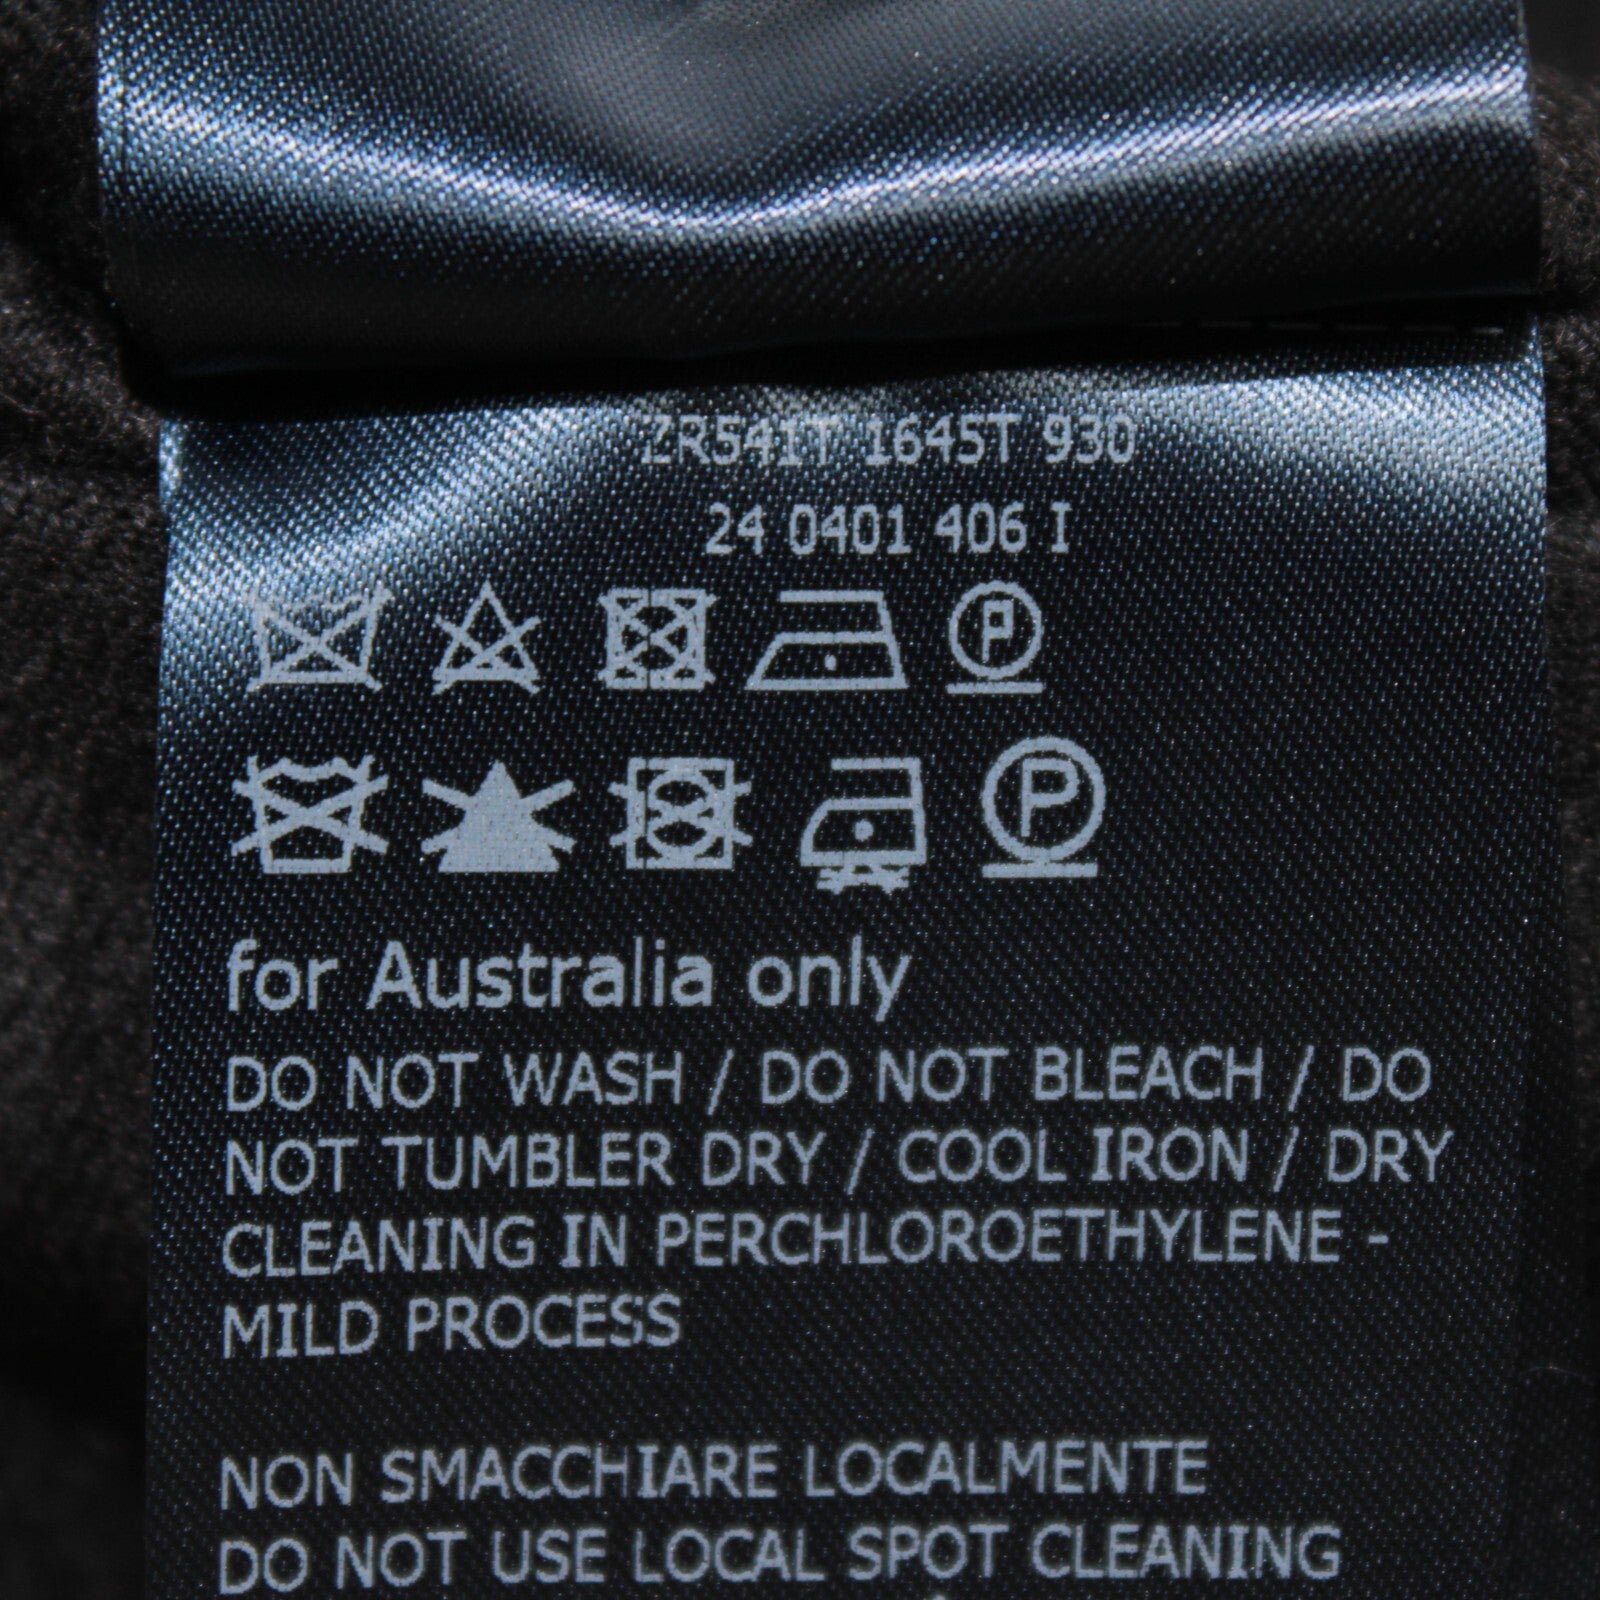 ZR541T 1645T 930
24 0401 406 I
P
P
for Australia only
DO NOT WASH / DO NOT BLEACH / DO
NOT TUMBLER DRY / COOL IRON / DRY
CLEANING IN PERCHLOROETHYLENE -
MILD PROCESS
NON SMACCHIARE LOCALMENTE
DO NOT USE LOCAL SPOT CLEANING